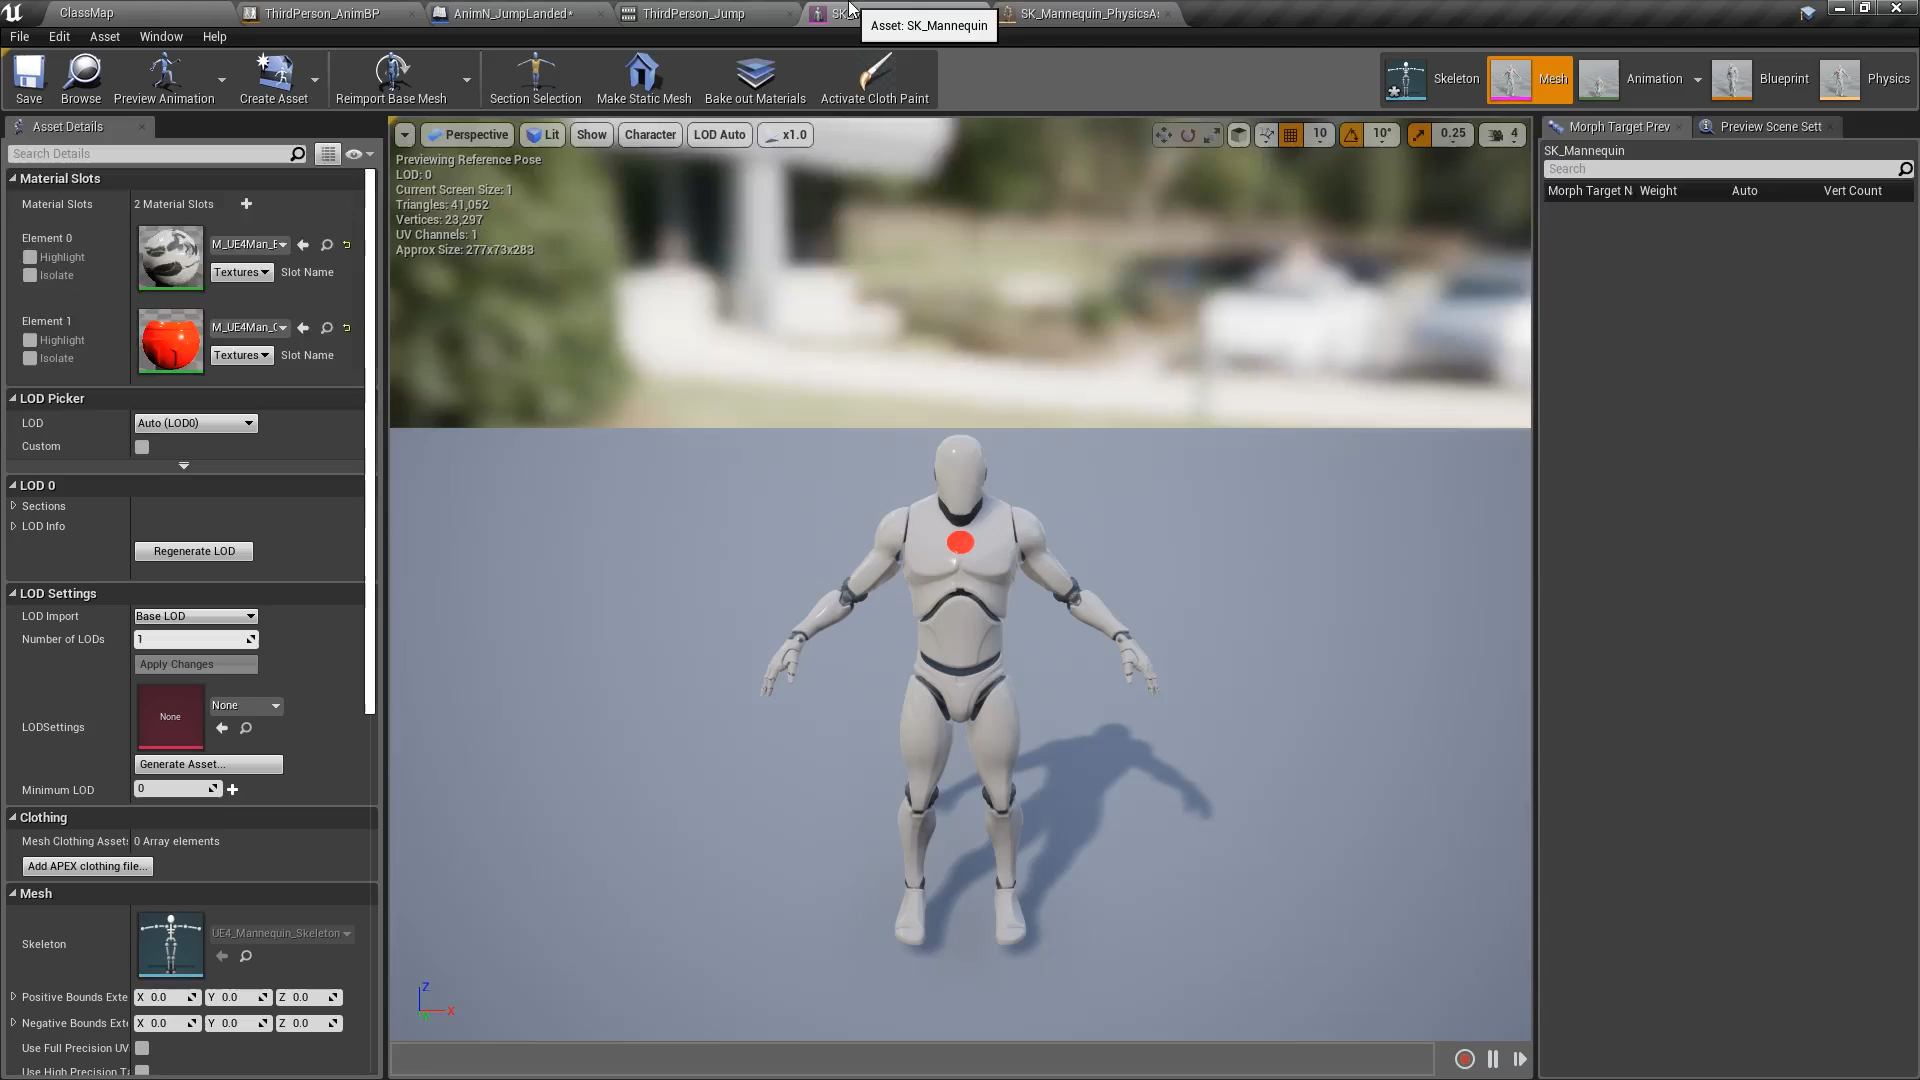 ClassMap
ThirdPerson_AnimBP
AnimN_JumpLanded*
ThirdPerson_Jump
SK_Mannequin_PhysicsA
Asset: SK_Mannequin
File Edit Asset Window Help
Save
Browse
Preview Animation
Create Asset
Reimport Base Mesh
Section Selection
Make Static Mesh
Bake out Materials
Activate Cloth Paint
Skeleton
Mesh
Animation
Blueprint
Physics
Asset Details
Search Details
Material Slots
Material Slots 2 Material Slots
Element 0
Highlight
Isolate
M_UE4Man_E
Textures Slot Name
Element 1
Highlight
Isolate
M_UE4Man_C
Textures Slot Name
LOD Picker
LOD Auto (LOD0)
Custom
LOD 0
Sections
LOD Info
Regenerate LOD
LOD Settings
LOD Import Base LOD
Number of LODs 1
Apply Changes
LODSettings
None
None
Generate Asset...
Minimum LOD 0
Clothing
Mesh Clothing Assets 0 Array elements
Add APEX clothing file...
Mesh
Skeleton UE4_Mannequin_Skeleton
Positive Bounds Exte X 0.0 Y 0.0 Z 0.0
Negative Bounds Exte X 0.0 Y 0.0 Z 0.0
Use Full Precision UV
Use High Precision Ta
Perspective Lit Show Character LOD Auto x1.0
10 10° 0.25 4
Previewing Reference Pose
LOD: 0
Current Screen Size: 1
Triangles: 41,052
Vertices: 23,297
UV Channels: 1
Approx Size: 277x73x283
Z
X
Morph Target Prev
Preview Scene Sett
SK_Mannequin
Search
Morph Target N Weight Auto Vert Count